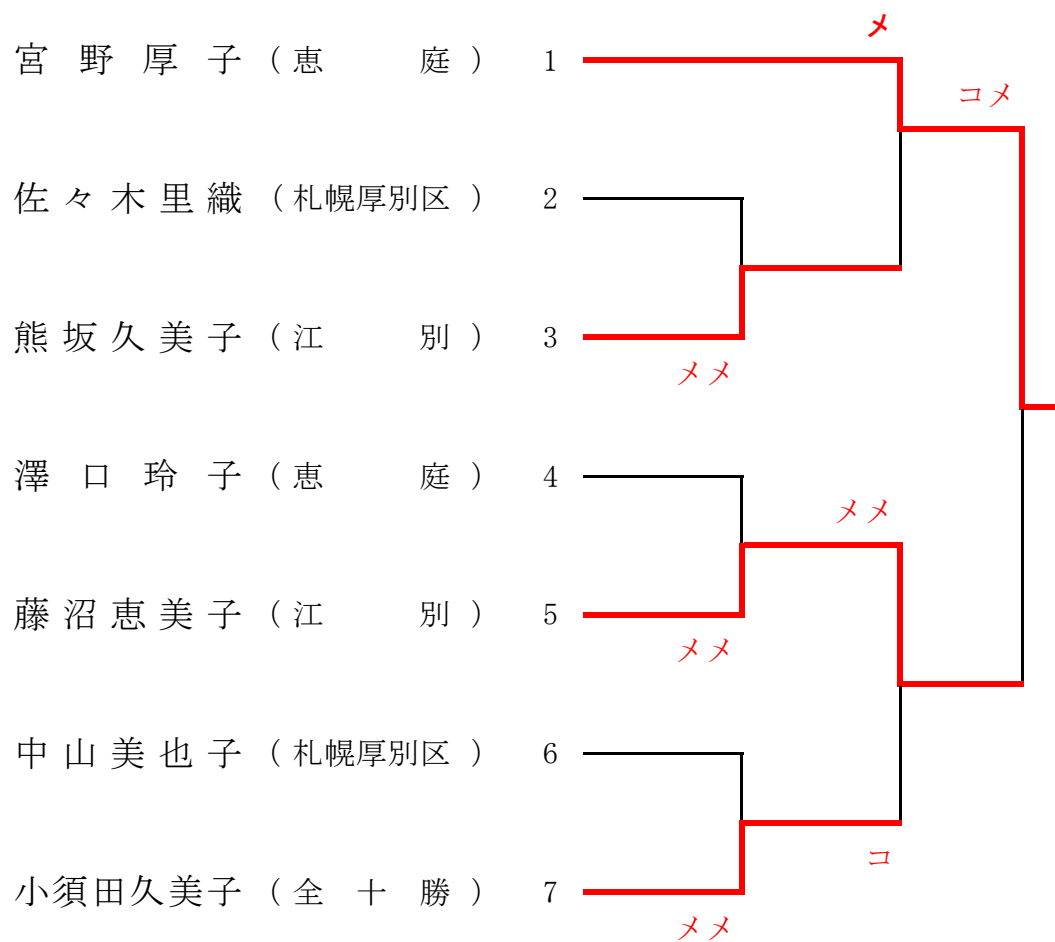 メ
宮野厚子（恵庭） 1
コメ
佐々木里織（札幌厚別区） 2
熊坂久美子（江別） 3
メメ
澤口玲子（恵庭） 4
メメ
藤沼恵美子（江別） 5
メメ
中山美也子（札幌厚別区） 6
コ
小須田久美子（全十勝） 7
メメ